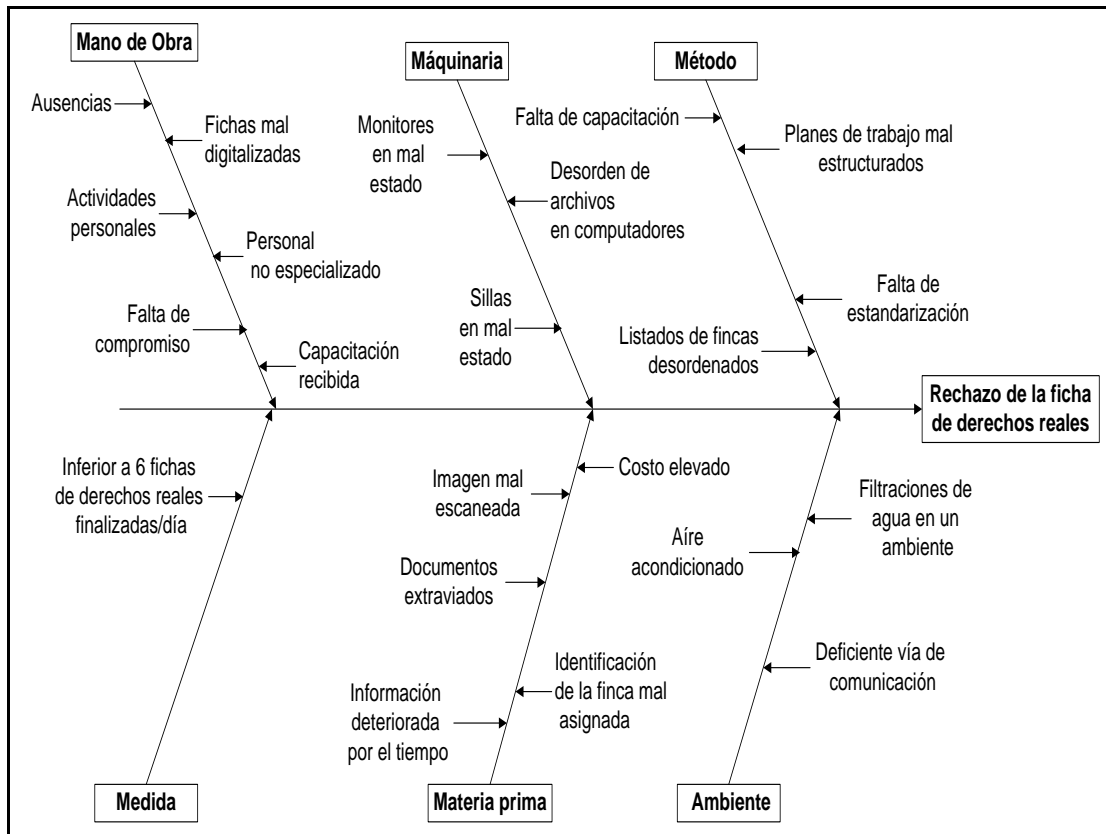 Mano de Obra
Máquinaria
Método
Ausencias
Fichas mal
digitalizadas
Actividades
personales
Personal
no especializado
Falta de
compromiso
Capacitación
recibida
Monitores
en mal
estado
Desorden de
archivos
en computadores
Sillas
en mal
estado
Falta de capacitación
Planes de trabajo mal
estructurados
Falta de
estandarización
Listados de fincas
desordenados
Rechazo de la ficha
de derechos reales
Inferior a 6 fichas
de derechos reales
finalizadas/día
Costo elevado
Imagen mal
escaneada
Documentos
extraviados
Identificación
de la finca mal
asignada
Información
deteriorada
por el tiempo
Filtraciones de
agua en un
ambiente
Aíre
acondicionado
Deficiente vía de
comunicación
Medida
Materia prima
Ambiente